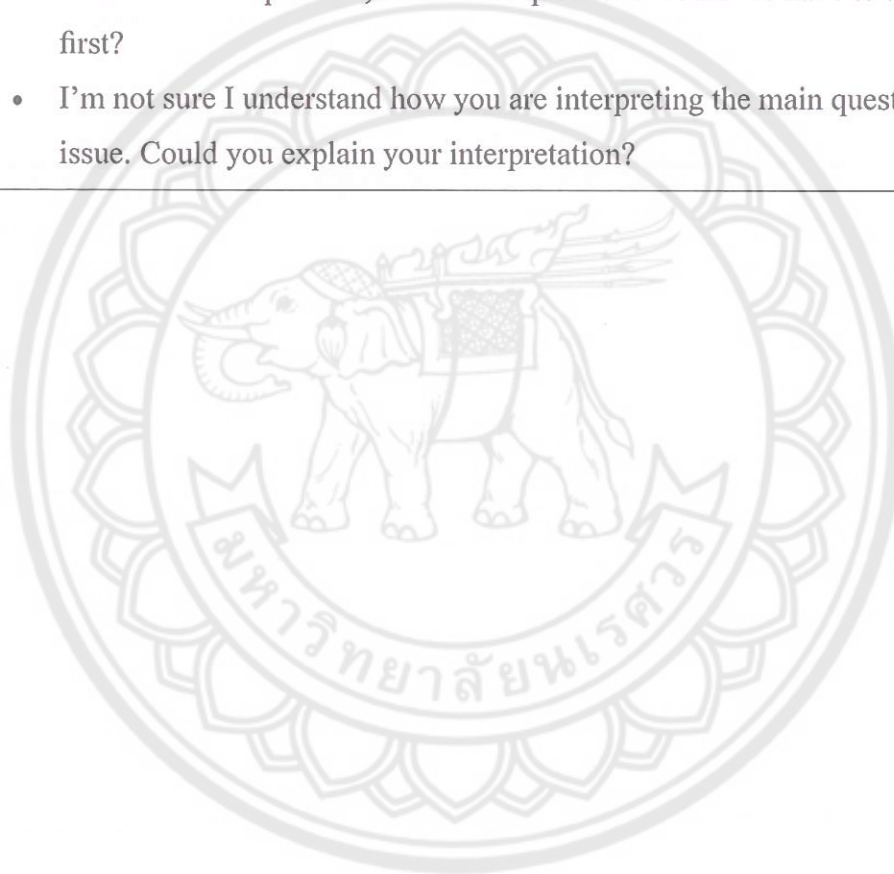 first?
• I'm not sure I understand how you are interpreting the main quest
issue. Could you explain your interpretation?
มหาวิทยาลัยนเรศวร